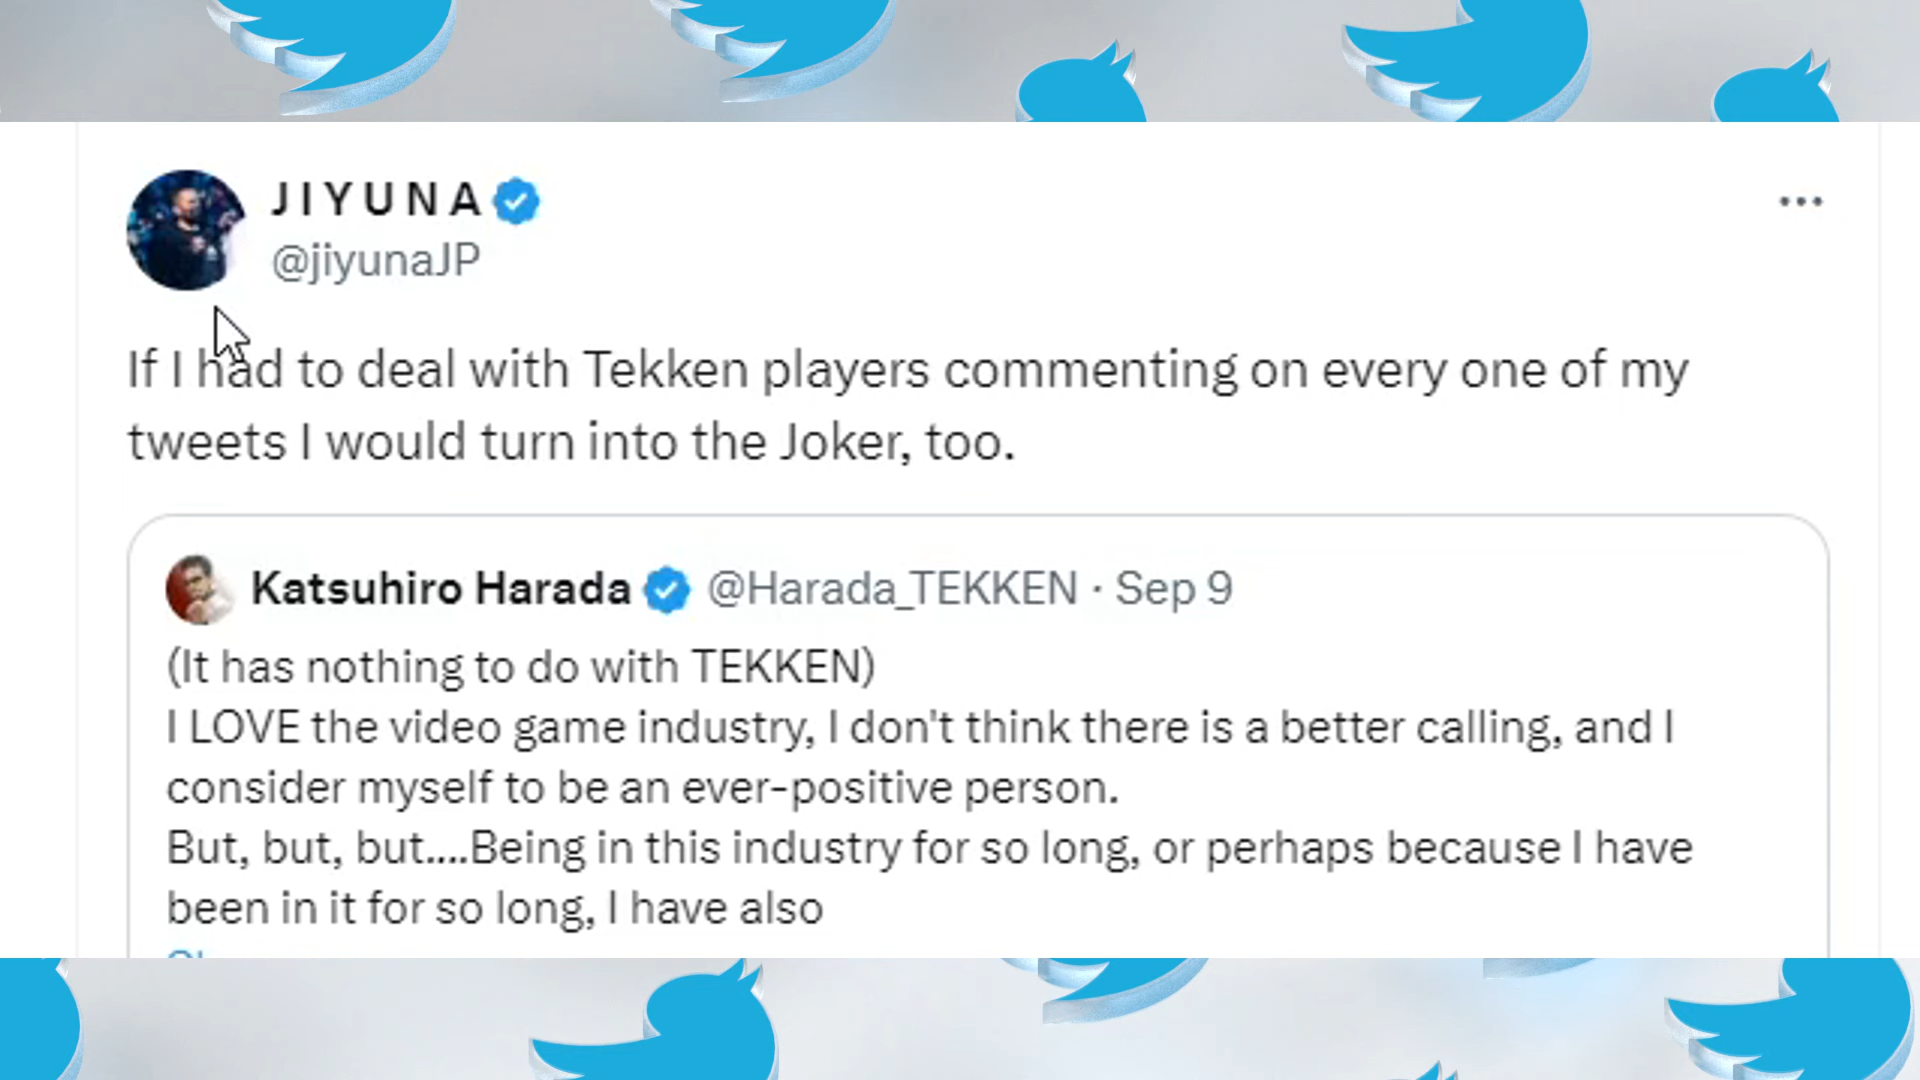 JIYUNA
@jiyunaJP
If I had to deal with Tekken players commenting on every one of my
tweets I would turn into the Joker, too.
Katsuhiro Harada @Harada_TEKKEN · Sep 9
(It has nothing to do with TEKKEN)
I LOVE the video game industry, I don't think there is a better calling, and I
consider myself to be an ever-positive person.
But, but, but....Being in this industry for so long, or perhaps because I have
been in it for so long, I have also